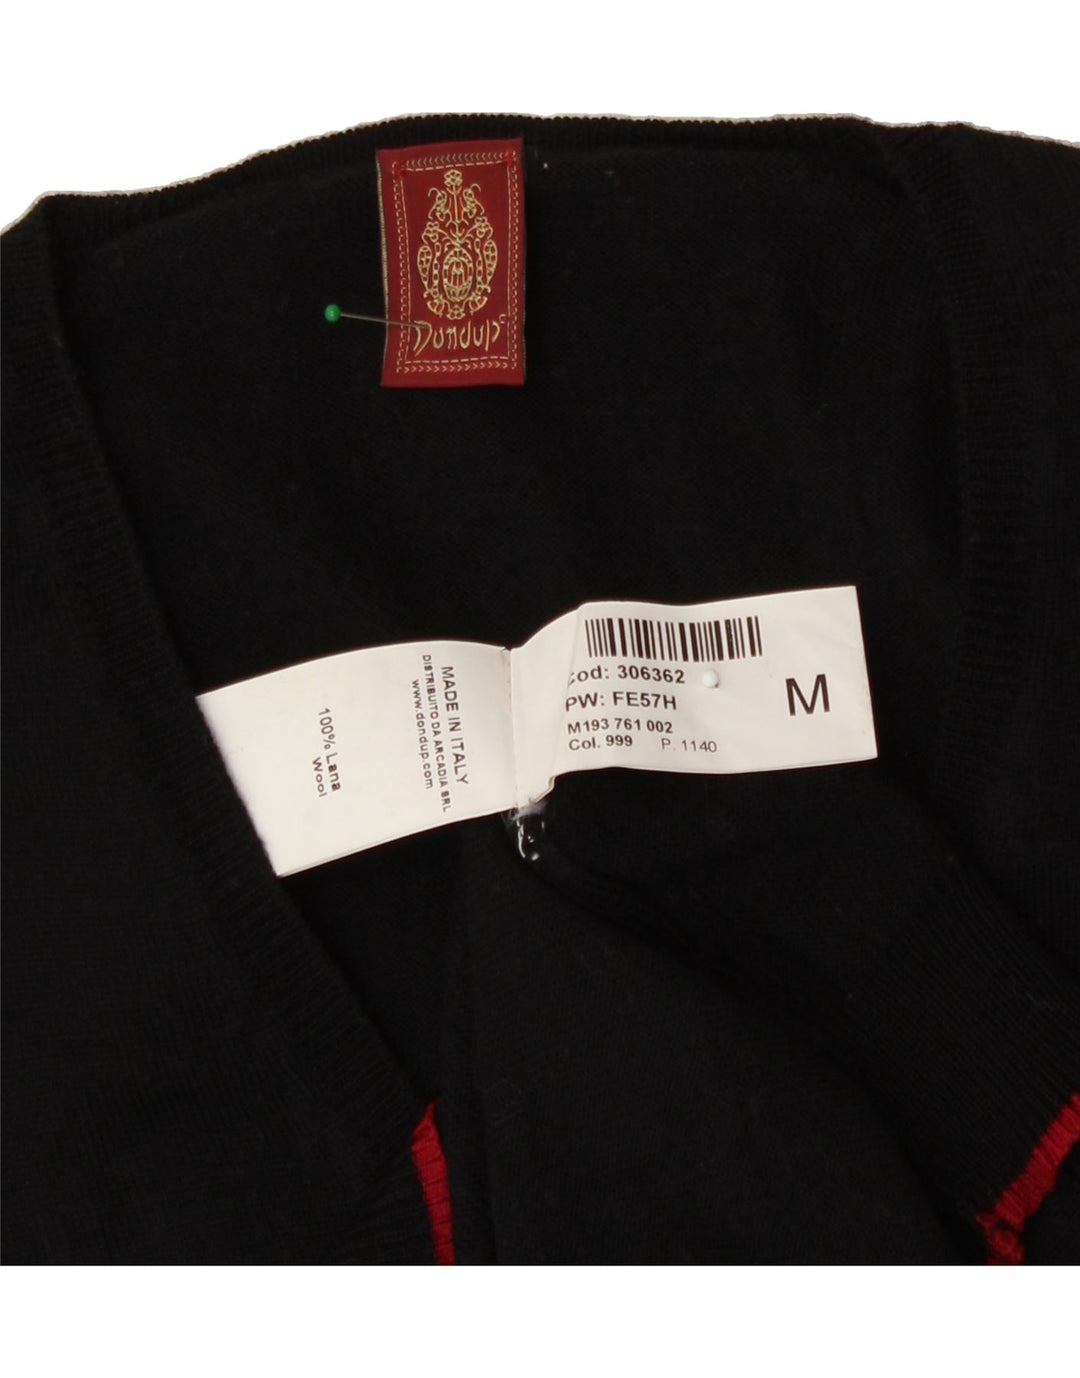 Dondup
MADE IN ITALY
DISTRIBUITO DA ARCADIA SRL
www.dondup.com
100% Lana
Wool
Cod: 306362
PW: FE57H
M193 761 002
Col. 999 P. 1140
M